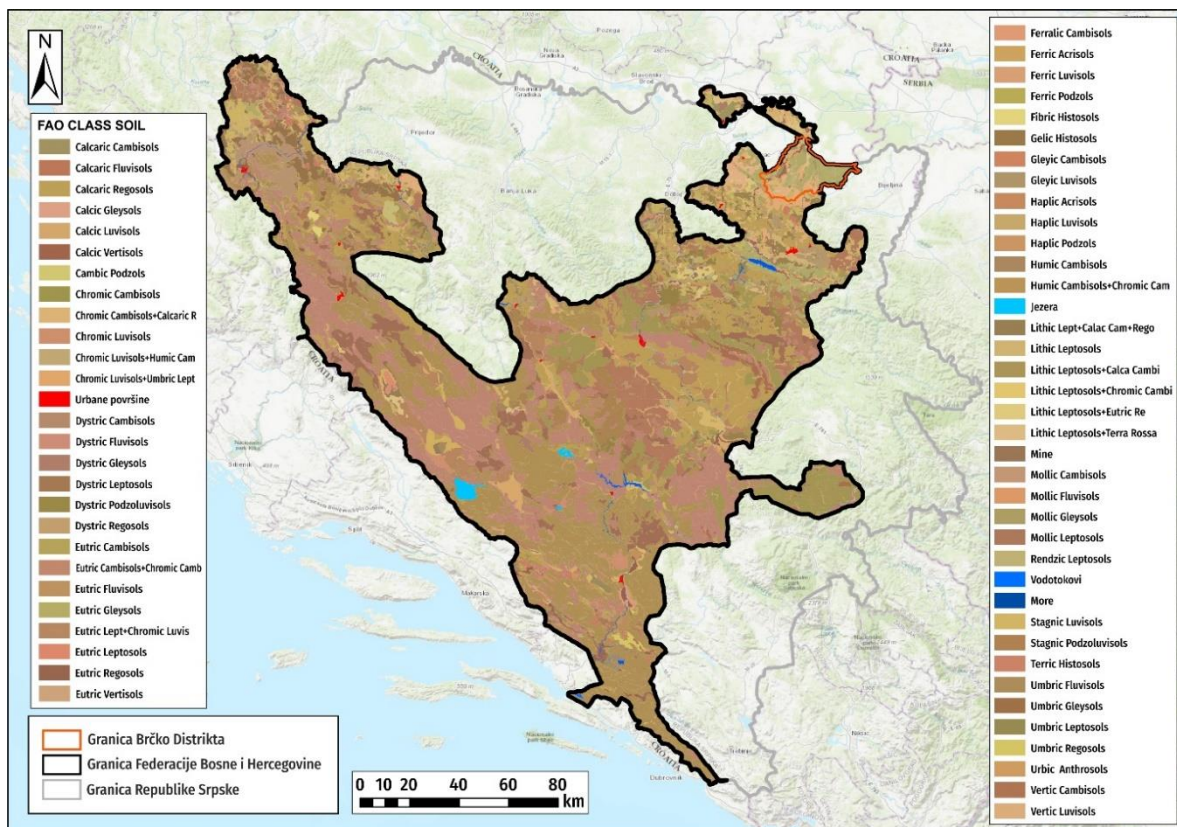 N
FAO CLASS SOIL
Calcaric Cambisols
Calcaric Fluvisols
Calcaric Regosols
Calcic Gleysols
Calcic Luvisols
Calcic Vertisols
Cambic Podzols
Chromic Cambisols
Chromic Cambisols+Calcaric R
Chromic Luvisols
Chromic Luvisols+Humic Cam
Chromic Luvisols+Umbric Lept
Urbane površine
Dystric Cambisols
Dystric Fluvisols
Dystric Gleysols
Dystric Leptosols
Dystric Podzoluvisols
Dystric Regosols
Eutric Cambisols
Eutric Cambisols+Chromic Camb
Eutric Fluvisols
Eutric Gleysols
Eutric Lept+Chromic Luvis
Eutric Leptosols
Eutric Regosols
Eutric Vertisols
Granica Brčko Distrikta
Granica Federacije Bosne i Hercegovine
Granica Republike Srpske
0 10 20 40 60 80
km
CROATIA
CROATIA
SERBIA
Prijedor
Banja Luka
Bijeljina
CROATIA
Split
Makarska
CROATIA
Dubrovnik
Ferralic Cambisols
Ferric Acrisols
Ferric Luvisols
Ferric Podzols
Fibric Histosols
Gelic Histosols
Gleyic Cambisols
Gleyic Luvisols
Haplic Acrisols
Haplic Luvisols
Haplic Podzols
Humic Cambisols
Humic Cambisols+Chromic Cam
Jezera
Lithic Lept+Calac Cam+Rego
Lithic Leptosols
Lithic Leptosols+Calca Cambi
Lithic Leptosols+Chromic Cambi
Lithic Leptosols+Eutric Re
Lithic Leptosols+Terra Rossa
Mine
Mollic Cambisols
Mollic Fluvisols
Mollic Gleysols
Mollic Leptosols
Rendzic Leptosols
Vodotokovi
More
Stagnic Luvisols
Stagnic Podzoluvisols
Terric Histosols
Umbric Fluvisols
Umbric Gleysols
Umbric Leptosols
Umbric Regosols
Urbic Anthrosols
Vertic Cambisols
Vertic Luvisols